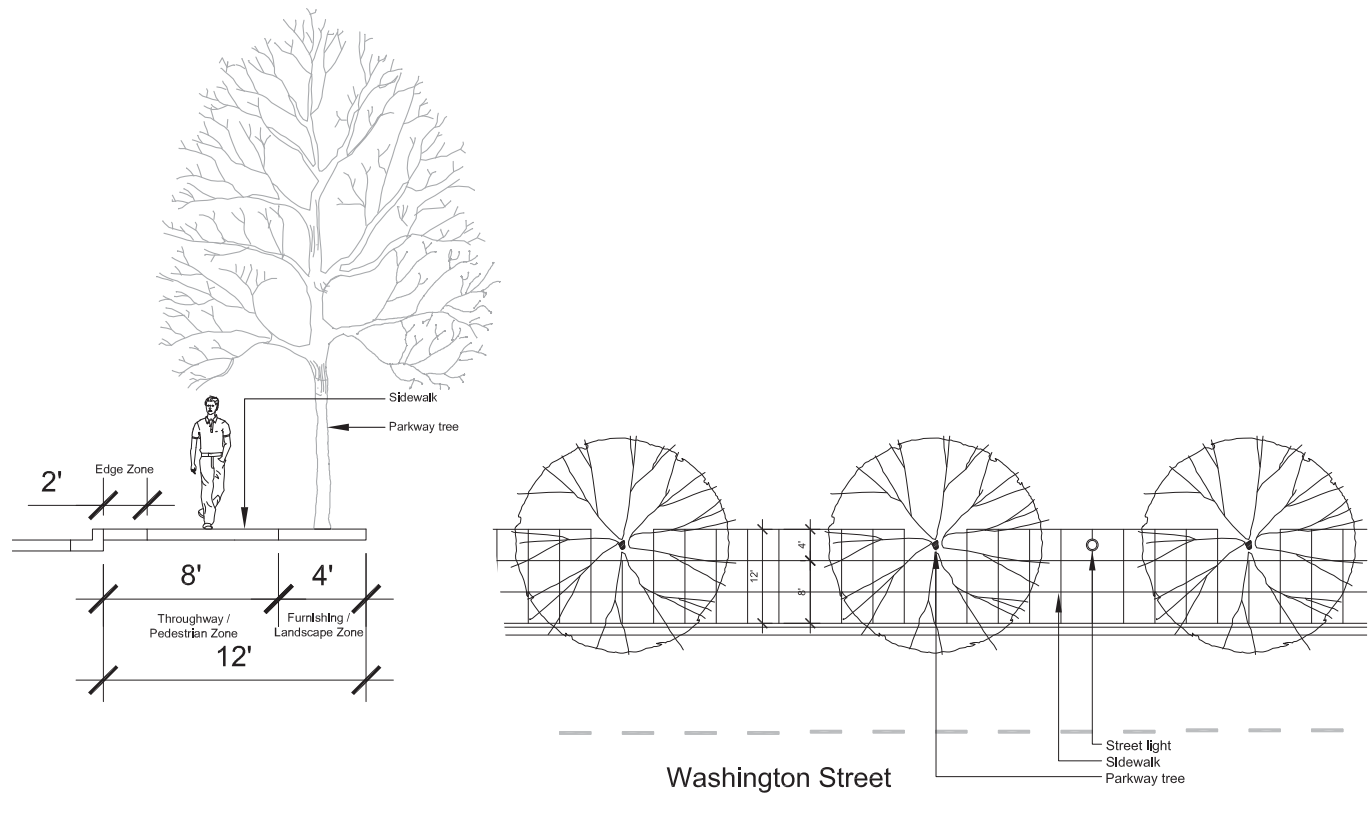 Sidewalk
Parkway tree
Edge Zone
2'
8'
4'
Throughway /
Pedestrian Zone
Furnishing /
Landscape Zone
12'
4'
12'
8'
Street light
Sidewalk
Parkway tree
Washington Street